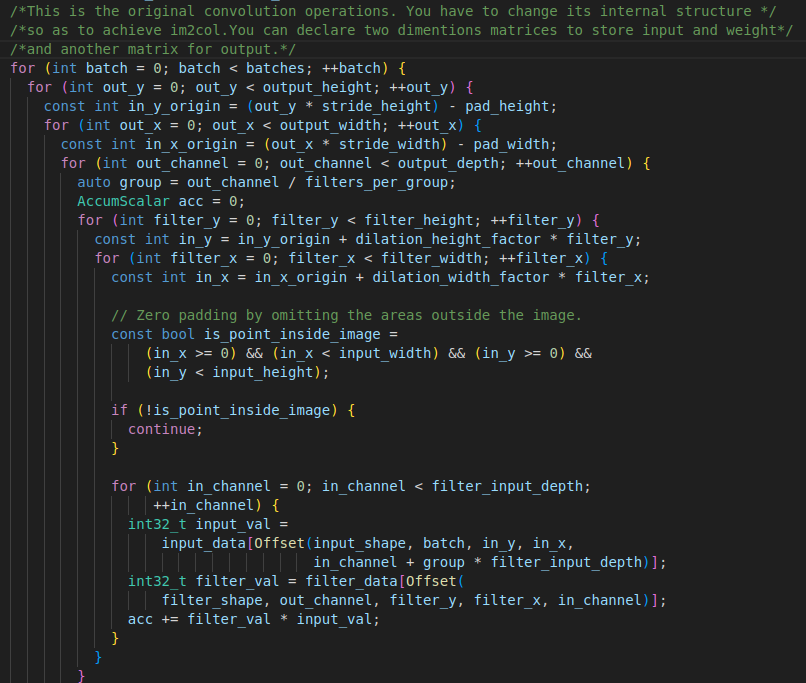 /*This is the original convolution operations. You have to change its internal structure */
/*so as to achieve im2col.You can declare two dimentions matrices to store input and weight*/
/*and another matrix for output.*/
for (int batch = 0; batch < batches; ++batch) {
for (int out_y = 0; out_y < output_height; ++out_y) {
const int in_y_origin = (out_y * stride_height) - pad_height;
for (int out_x = 0; out_x < output_width; ++out_x) {
const int in_x_origin = (out_x * stride_width) - pad_width;
for (int out_channel = 0; out_channel < output_depth; ++out_channel) {
auto group = out_channel / filters_per_group;
AccumScalar acc = 0;
for (int filter_y = 0; filter_y < filter_height; ++filter_y) {
const int in_y = in_y_origin + dilation_height_factor * filter_y;
for (int filter_x = 0; filter_x < filter_width; ++filter_x) {
const int in_x = in_x_origin + dilation_width_factor * filter_x;
// Zero padding by omitting the areas outside the image.
const bool is_point_inside_image =
(in_x >= 0) && (in_x < input_width) && (in_y >= 0) &&
(in_y < input_height);
if (!is_point_inside_image) {
continue;
}
for (int in_channel = 0; in_channel < filter_input_depth;
++in_channel) {
int32_t input_val =
input_data[Offset(input_shape, batch, in_y, in_x,
in_channel + group * filter_input_depth)];
int32_t filter_val = filter_data[Offset(
filter_shape, out_channel, filter_y, filter_x, in_channel)];
acc += filter_val * input_val;
}
}
}